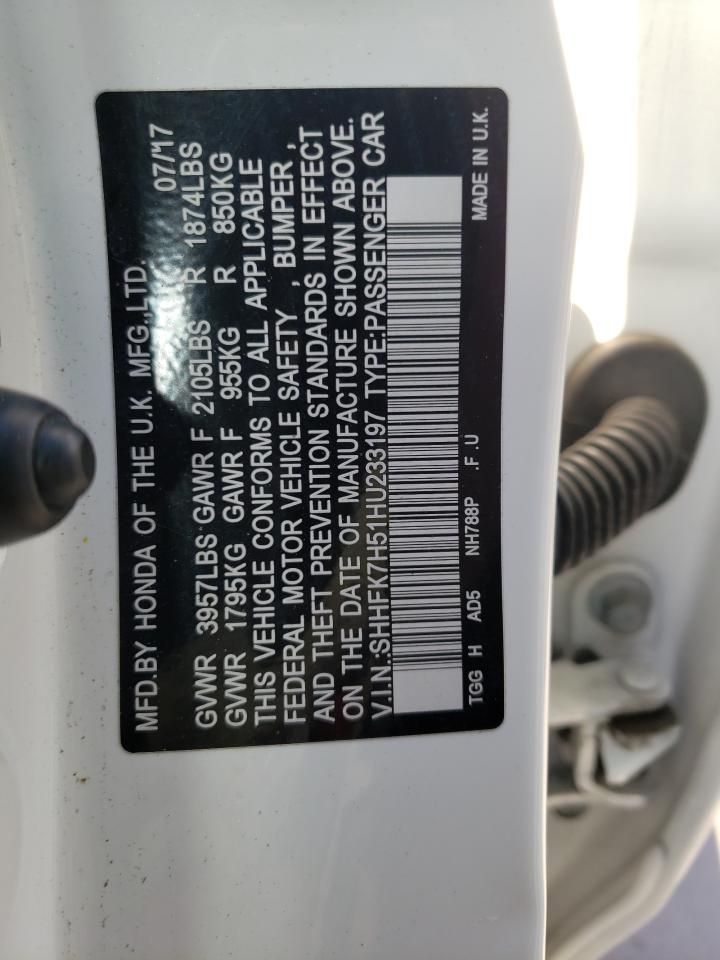 MFD.BY HONDA OF THE U.K. MFG.,LTD. 07/17
GVWR 3957LBS GAWR F 2105LBS R 1874LBS
GVWR 1795KG GAWR F 955KG R 850KG
THIS VEHICLE CONFORMS TO ALL APPLICABLE
FEDERAL MOTOR VEHICLE SAFETY , BUMPER ,
AND THEFT PREVENTION STANDARDS IN EFFECT
ON THE DATE OF MANUFACTURE SHOWN ABOVE.
V.I.N.:SHHFK7H51HU233197 TYPE:PASSENGER CAR
TGG H AD5 NH788P .F.U MADE IN U.K.